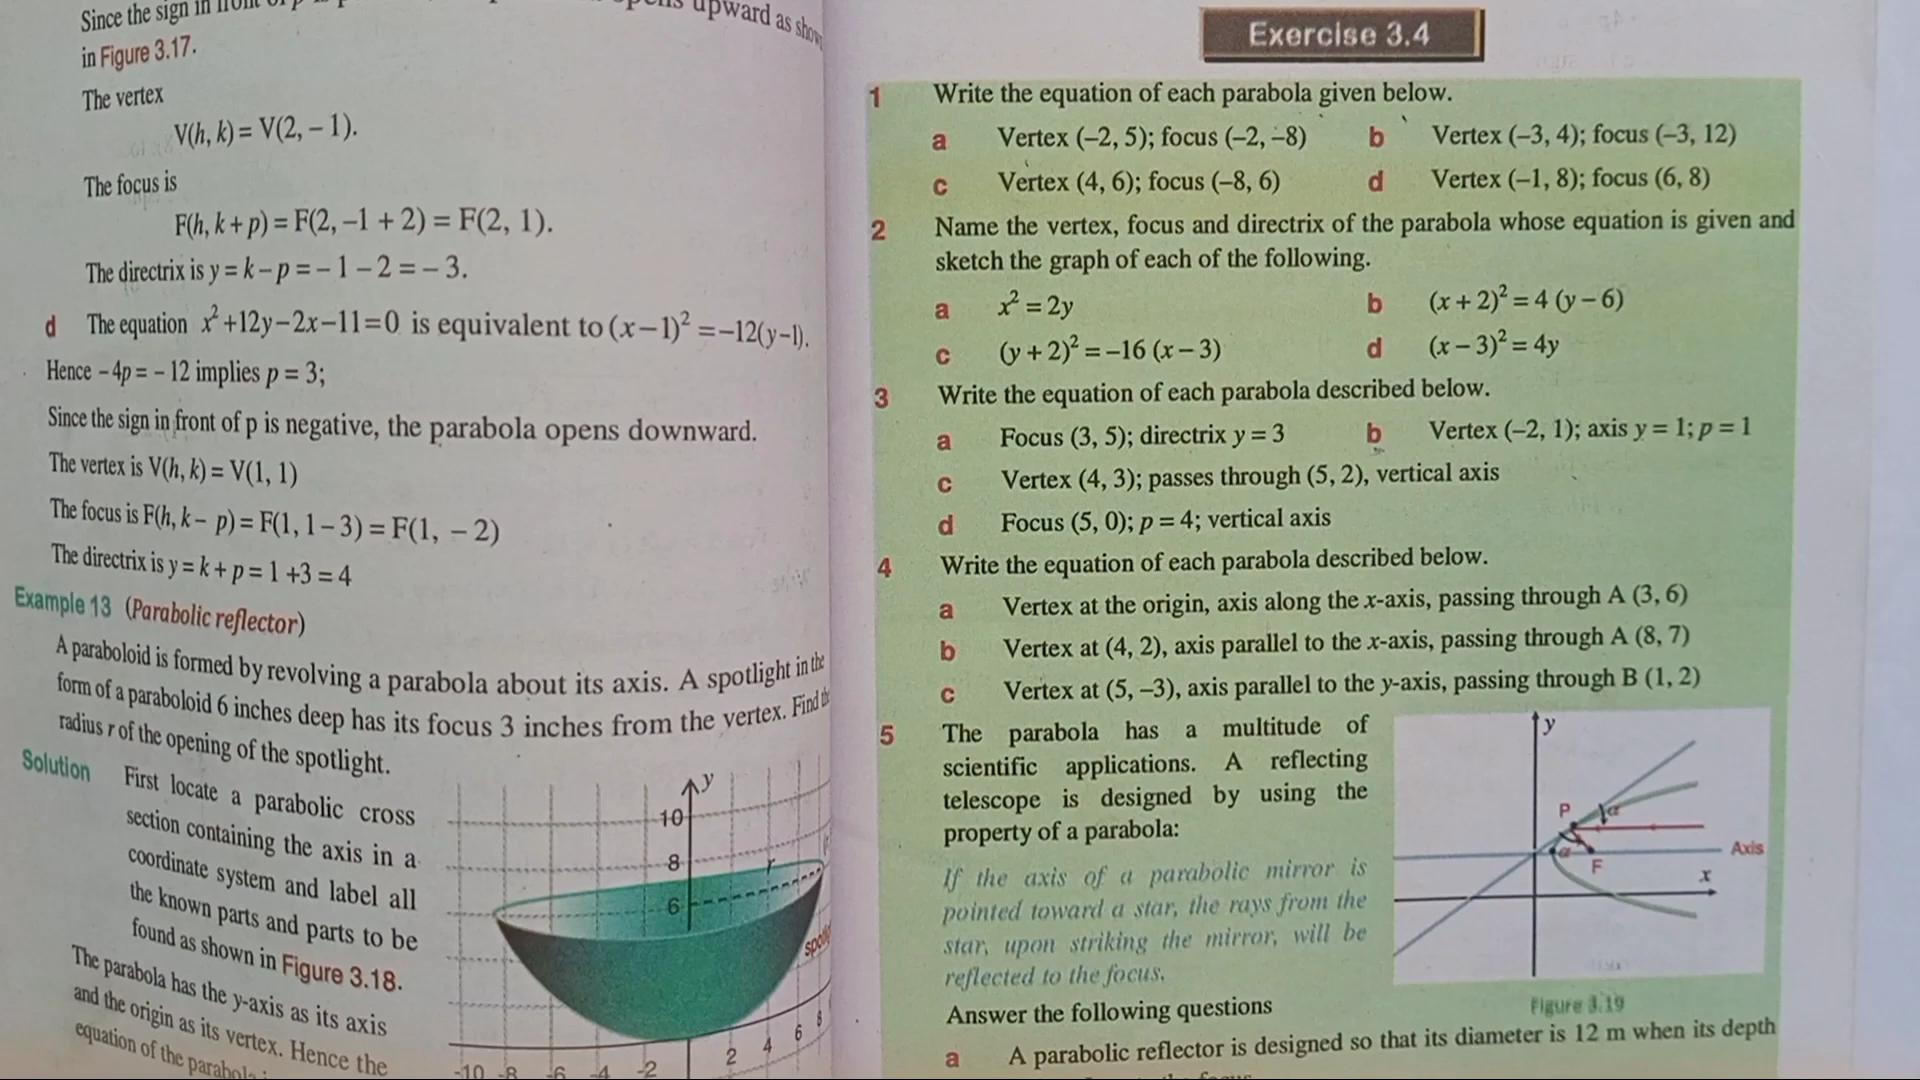 Since the sign in front of p is
upward as show
in Figure 3.17.
The vertex
V(h, k) = V(2, – 1).
The focus is
F(h, k + p) = F(2, –1 + 2) = F(2, 1).
The directrix is y = k – p = – 1 – 2 = – 3.
d The equation x²+12y−2x−11=0 is equivalent to (x−1)² =−12(y−1).
Hence – 4p = – 12 implies p = 3;
Since the sign in front of p is negative, the parabola opens downward.
The vertex is V(h, k) = V(1, 1)
The focus is F(h, k – p) = F(1, 1 – 3) = F(1, – 2)
The directrix is y = k + p = 1 +3 = 4
Example 13 (Parabolic reflector)
A paraboloid is formed by revolving a parabola about its axis. A spotlight in the
form of a paraboloid 6 inches deep has its focus 3 inches from the vertex. Find the
radius r of the opening of the spotlight.
Solution First locate a parabolic cross
section containing the axis in a
coordinate system and label all
the known parts and parts to be
found as shown in Figure 3.18.
The parabola has the y-axis as its axis
and the origin as its vertex. Hence the
equation of the parabola
y
10
8
r
6
-10 -8 -6 -4 -2 2 4 6 8
Exercise 3.4
1 Write the equation of each parabola given below.
a Vertex (–2, 5); focus (–2, –8) b Vertex (–3, 4); focus (–3, 12)
c Vertex (4, 6); focus (–8, 6) d Vertex (–1, 8); focus (6, 8)
2 Name the vertex, focus and directrix of the parabola whose equation is given and
sketch the graph of each of the following.
a x² = 2y b (x + 2)² = 4 (y – 6)
c (y + 2)² = –16 (x – 3) d (x – 3)² = 4y
3 Write the equation of each parabola described below.
a Focus (3, 5); directrix y = 3 b Vertex (–2, 1); axis y = 1; p = 1
c Vertex (4, 3); passes through (5, 2), vertical axis
d Focus (5, 0); p = 4; vertical axis
4 Write the equation of each parabola described below.
a Vertex at the origin, axis along the x-axis, passing through A (3, 6)
b Vertex at (4, 2), axis parallel to the x-axis, passing through A (8, 7)
c Vertex at (5, –3), axis parallel to the y-axis, passing through B (1, 2)
5 The parabola has a multitude of
scientific applications. A reflecting
telescope is designed by using the
property of a parabola:
If the axis of a parabolic mirror is
pointed toward a star, the rays from the
star, upon striking the mirror, will be
reflected to the focus.
y
P
α
α
F
Axis
x
Figure 3.19
Answer the following questions
a A parabolic reflector is designed so that its diameter is 12 m when its depth